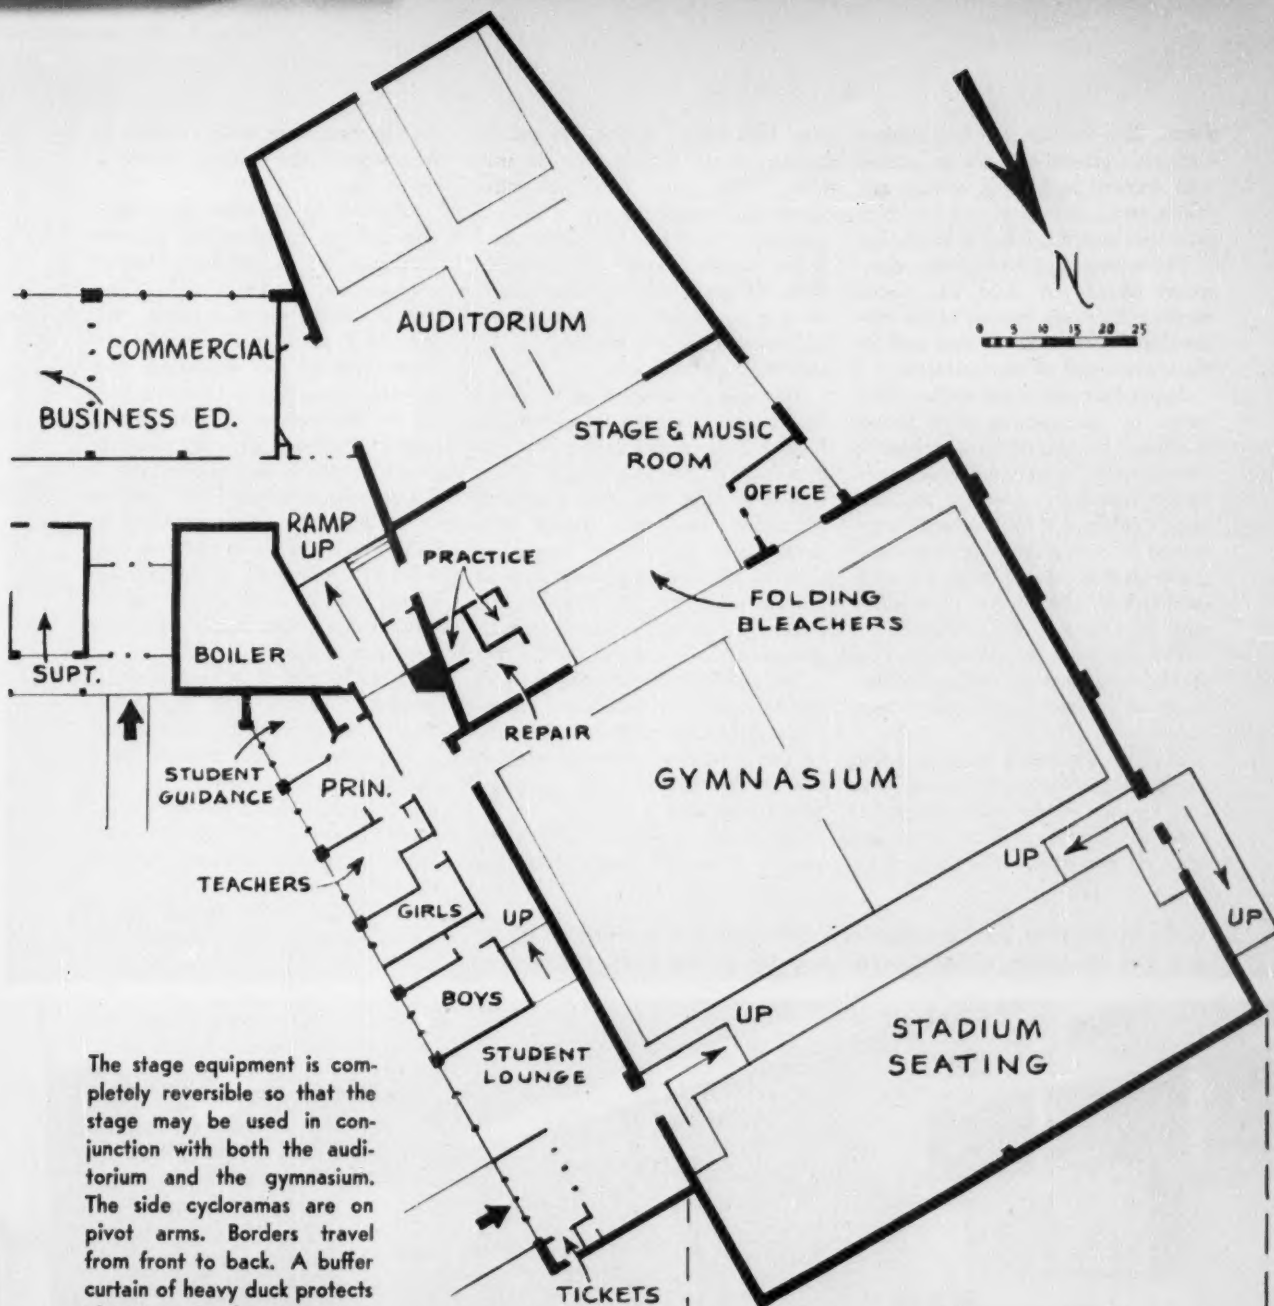 N
0 5 10 15 20 25
AUDITORIUM
COMMERCIAL
BUSINESS ED.
STAGE & MUSIC
ROOM
OFFICE
RAMP
UP
PRACTICE
FOLDING
BLEACHERS
BOILER
SUPT.
REPAIR
STUDENT
GUIDANCE
PRIN.
GYMNASIUM
TEACHERS
GIRLS
UP
UP
UP
BOYS
UP
STUDENT
LOUNGE
STADIUM
SEATING
TICKETS
The stage equipment is com-
pletely reversible so that the
stage may be used in con-
junction with both the audi-
torium and the gymnasium.
The side cycloramas are on
pivot arms. Borders travel
from front to back. A buffer
curtain of heavy duck protects